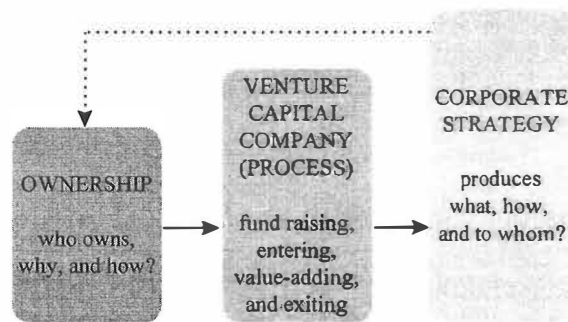 OWNERSHIP
who owns,
why, and how?
VENTURE
CAPITAL
COMPANY
(PROCESS)
fund raising,
entering,
value-adding,
and exiting
CORPORATE
STRATEGY
produces
what, how,
and to whom?